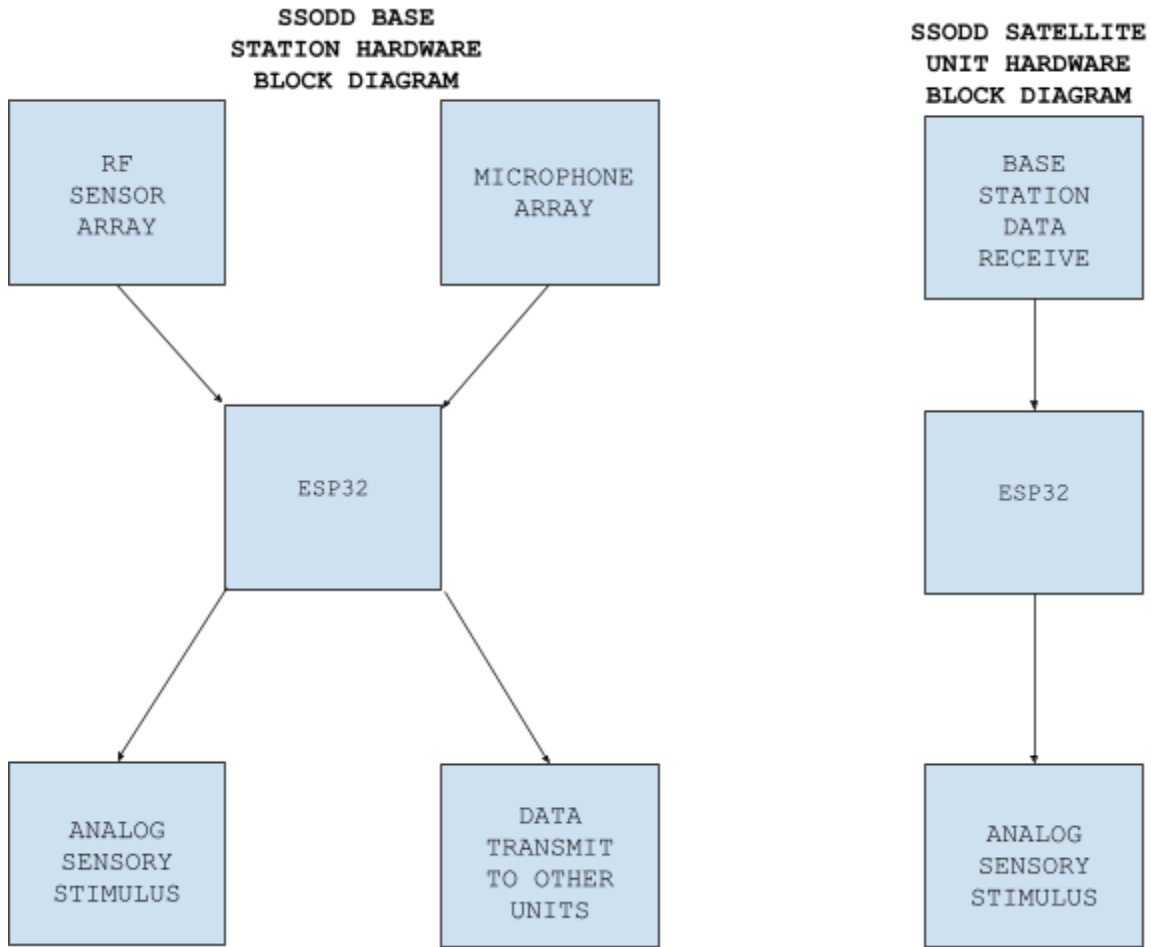 SSODD BASE
STATION HARDWARE
BLOCK DIAGRAM
RF
SENSOR
ARRAY
MICROPHONE
ARRAY
ESP32
ANALOG
SENSORY
STIMULUS
DATA
TRANSMIT
TO OTHER
UNITS
SSODD SATELLITE
UNIT HARDWARE
BLOCK DIAGRAM
BASE
STATION
DATA
RECEIVE
ESP32
ANALOG
SENSORY
STIMULUS